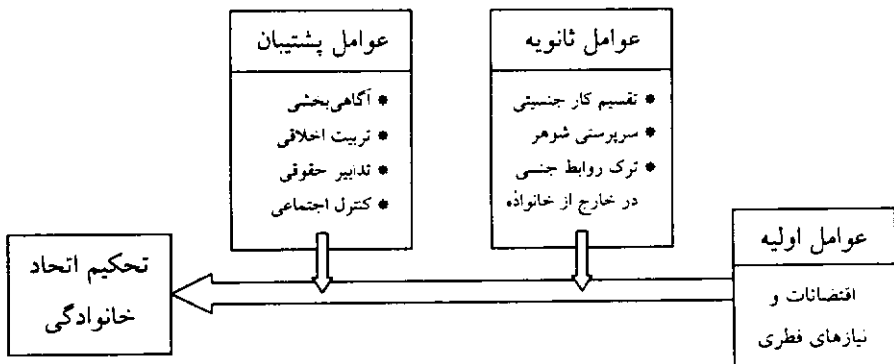 عوامل اولیه
اقتضائات و
نیازهای فطری
عوامل ثانویه
* تقسیم کار جنسیتی
* سرپرستی شوهر
* ترک روابط جنسی
در خارج از خانواده
عوامل پشتیبان
* آگاهی‌بخشی
* تربیت اخلاقی
* تدابیر حقوقی
* کنترل اجتماعی
تحکیم اتحاد
خانوادگی